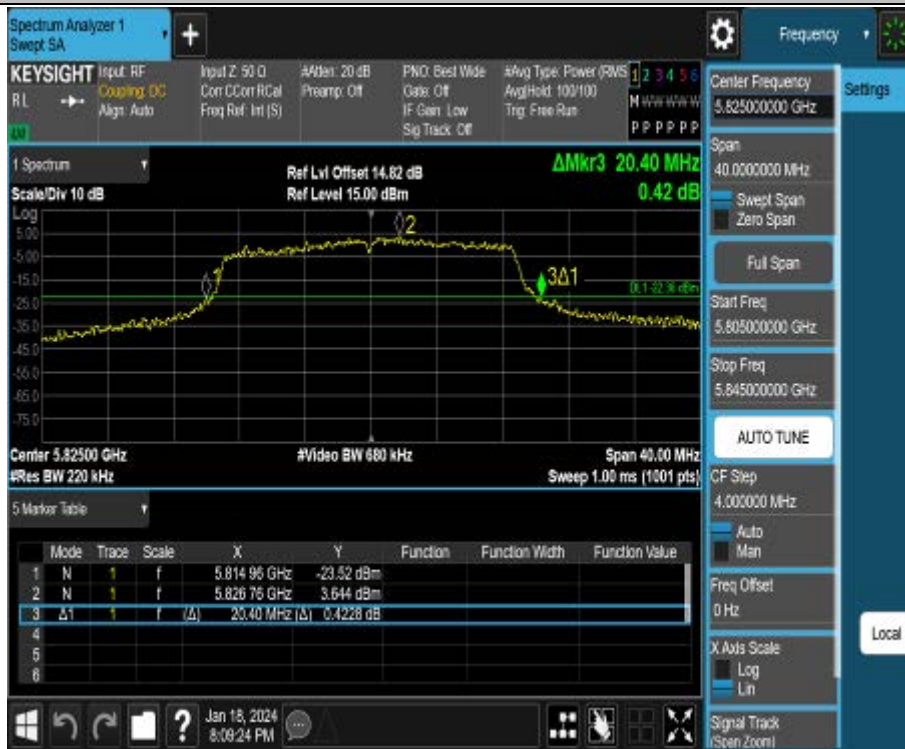 Spectrum Analyzer 1
Swept SA
+
Frequency
KEYSIGHT
RL
Input: RF
Coupling: DC
Align: Auto
Input Z: 50 Ω
Corr CCorr RCal
Freq Ref: Int (S)
#Atten: 20 dB
Preamp: Off
PNO: Best Wide
Gate: Off
IF Gain: Low
Sig Track: Off
#Avg Type: Power (RMS
Avg|Hold: 100/100
Trig: Free Run
1 2 3 4 5 6
M W W W W W
P P P P P P
1 Spectrum
Scale/Div 10 dB
Ref Lvl Offset 14.82 dB
Ref Level 15.00 dBm
ΔMkr3 20.40 MHz
0.42 dB
Log
5.00
-5.00
-15.0
-25.0
-35.0
-45.0
-55.0
-65.0
-75.0
1
2
3Δ1
DL1 -22.36 dBm
Center 5.82500 GHz
#Video BW 680 kHz
Span 40.00 MHz
#Res BW 220 kHz
Sweep 1.00 ms (1001 pts)
5 Marker Table
Mode Trace Scale X Y Function Function Width Function Value
1 N 1 f 5.814 96 GHz -23.52 dBm
2 N 1 f 5.826 76 GHz 3.644 dBm
3 Δ1 1 f (Δ) 20.40 MHz (Δ) 0.4228 dB
4
5
6
?
Jan 18, 2024
8:09:24 PM
Center Frequency
5.825000000 GHz
Span
40.0000000 MHz
Swept Span
Zero Span
Full Span
Start Freq
5.805000000 GHz
Stop Freq
5.845000000 GHz
AUTO TUNE
CF Step
4.000000 MHz
Auto
Man
Freq Offset
0 Hz
X Axis Scale
Log
Lin
Signal Track
(Span Zoom)
Settings
Local